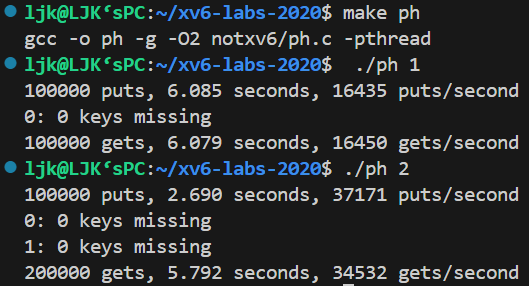 ljk@LJK‘sPC:~/xv6-labs-2020$ make ph
gcc -o ph -g -O2 notxv6/ph.c -pthread
ljk@LJK‘sPC:~/xv6-labs-2020$  ./ph 1
100000 puts, 6.085 seconds, 16435 puts/second
0: 0 keys missing
100000 gets, 6.079 seconds, 16450 gets/second
ljk@LJK‘sPC:~/xv6-labs-2020$ ./ph 2
100000 puts, 2.690 seconds, 37171 puts/second
0: 0 keys missing
1: 0 keys missing
200000 gets, 5.792 seconds, 34532 gets/second